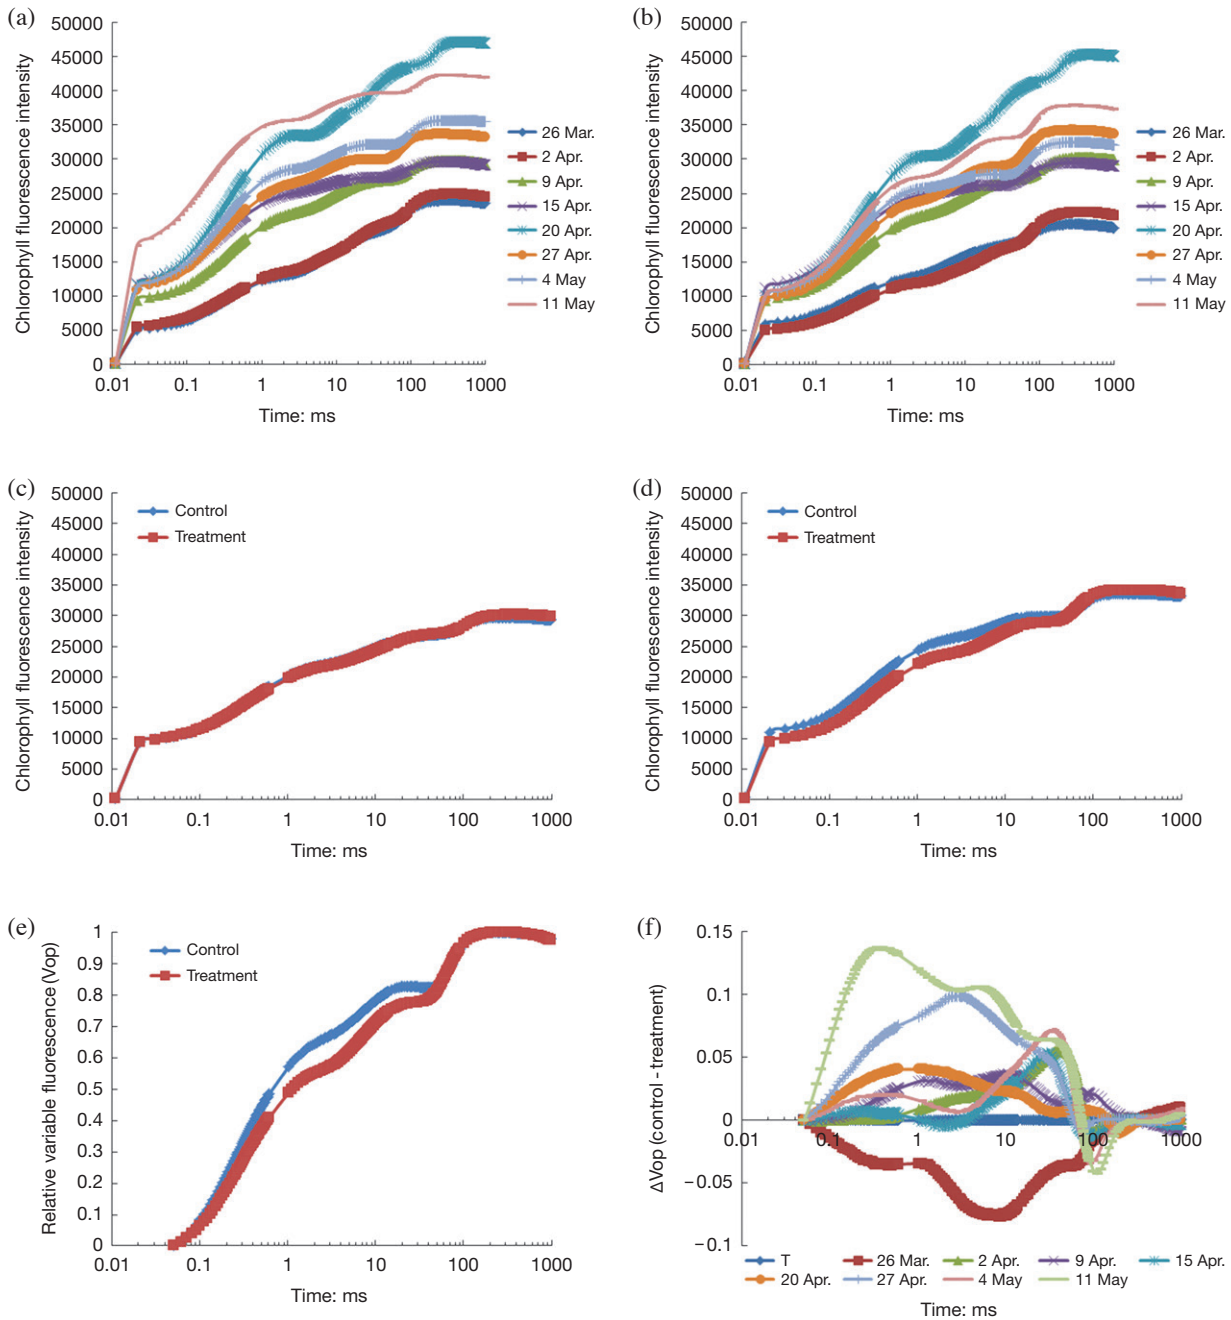 (a)
50000
45000
40000
35000
30000
25000
20000
15000
10000
5000
0
Chlorophyll fluorescence intensity
0.01 0.1 1 10 100 1000
Time: ms
26 Mar.
2 Apr.
9 Apr.
15 Apr.
20 Apr.
27 Apr.
4 May
11 May
(b)
50000
45000
40000
35000
30000
25000
20000
15000
10000
5000
0
Chlorophyll fluorescence intensity
0.01 0.1 1 10 100 1000
Time: ms
26 Mar.
2 Apr.
9 Apr.
15 Apr.
20 Apr.
27 Apr.
4 May
11 May
(c)
50000
45000
40000
35000
30000
25000
20000
15000
10000
5000
0
Chlorophyll fluorescence intensity
Control
Treatment
0.01 0.1 1 10 100 1000
Time: ms
(d)
50000
45000
40000
35000
30000
25000
20000
15000
10000
5000
0
Chlorophyll fluorescence intensity
Control
Treatment
0.01 0.1 1 10 100 1000
Time: ms
(e)
1
0.9
0.8
0.7
0.6
0.5
0.4
0.3
0.2
0.1
0
Relative variable fluorescence (Vop)
Control
Treatment
0.01 0.1 1 10 100 1000
Time: ms
(f)
0.15
0.1
0.05
0
−0.05
−0.1
ΔVop (control -treatment)
0.01 0.1 1 10 100 1000
T 26 Mar. 2 Apr. 9 Apr. 15 Apr.
20 Apr. 27 Apr. 4 May 11 May
Time: ms